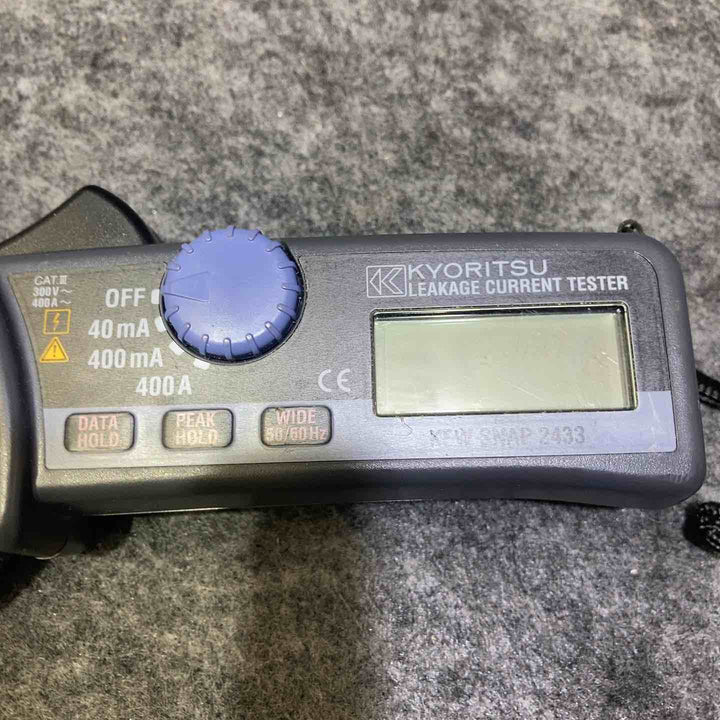 CAT.Ⅲ
300V～
400A～
OFF
40mA
400mA
400A
KYORITSU
LEAKAGE CURRENT TESTER
CE
DATA
HOLD
PEAK
HOLD
WIDE
50/60Hz
KEW SNAP 2433